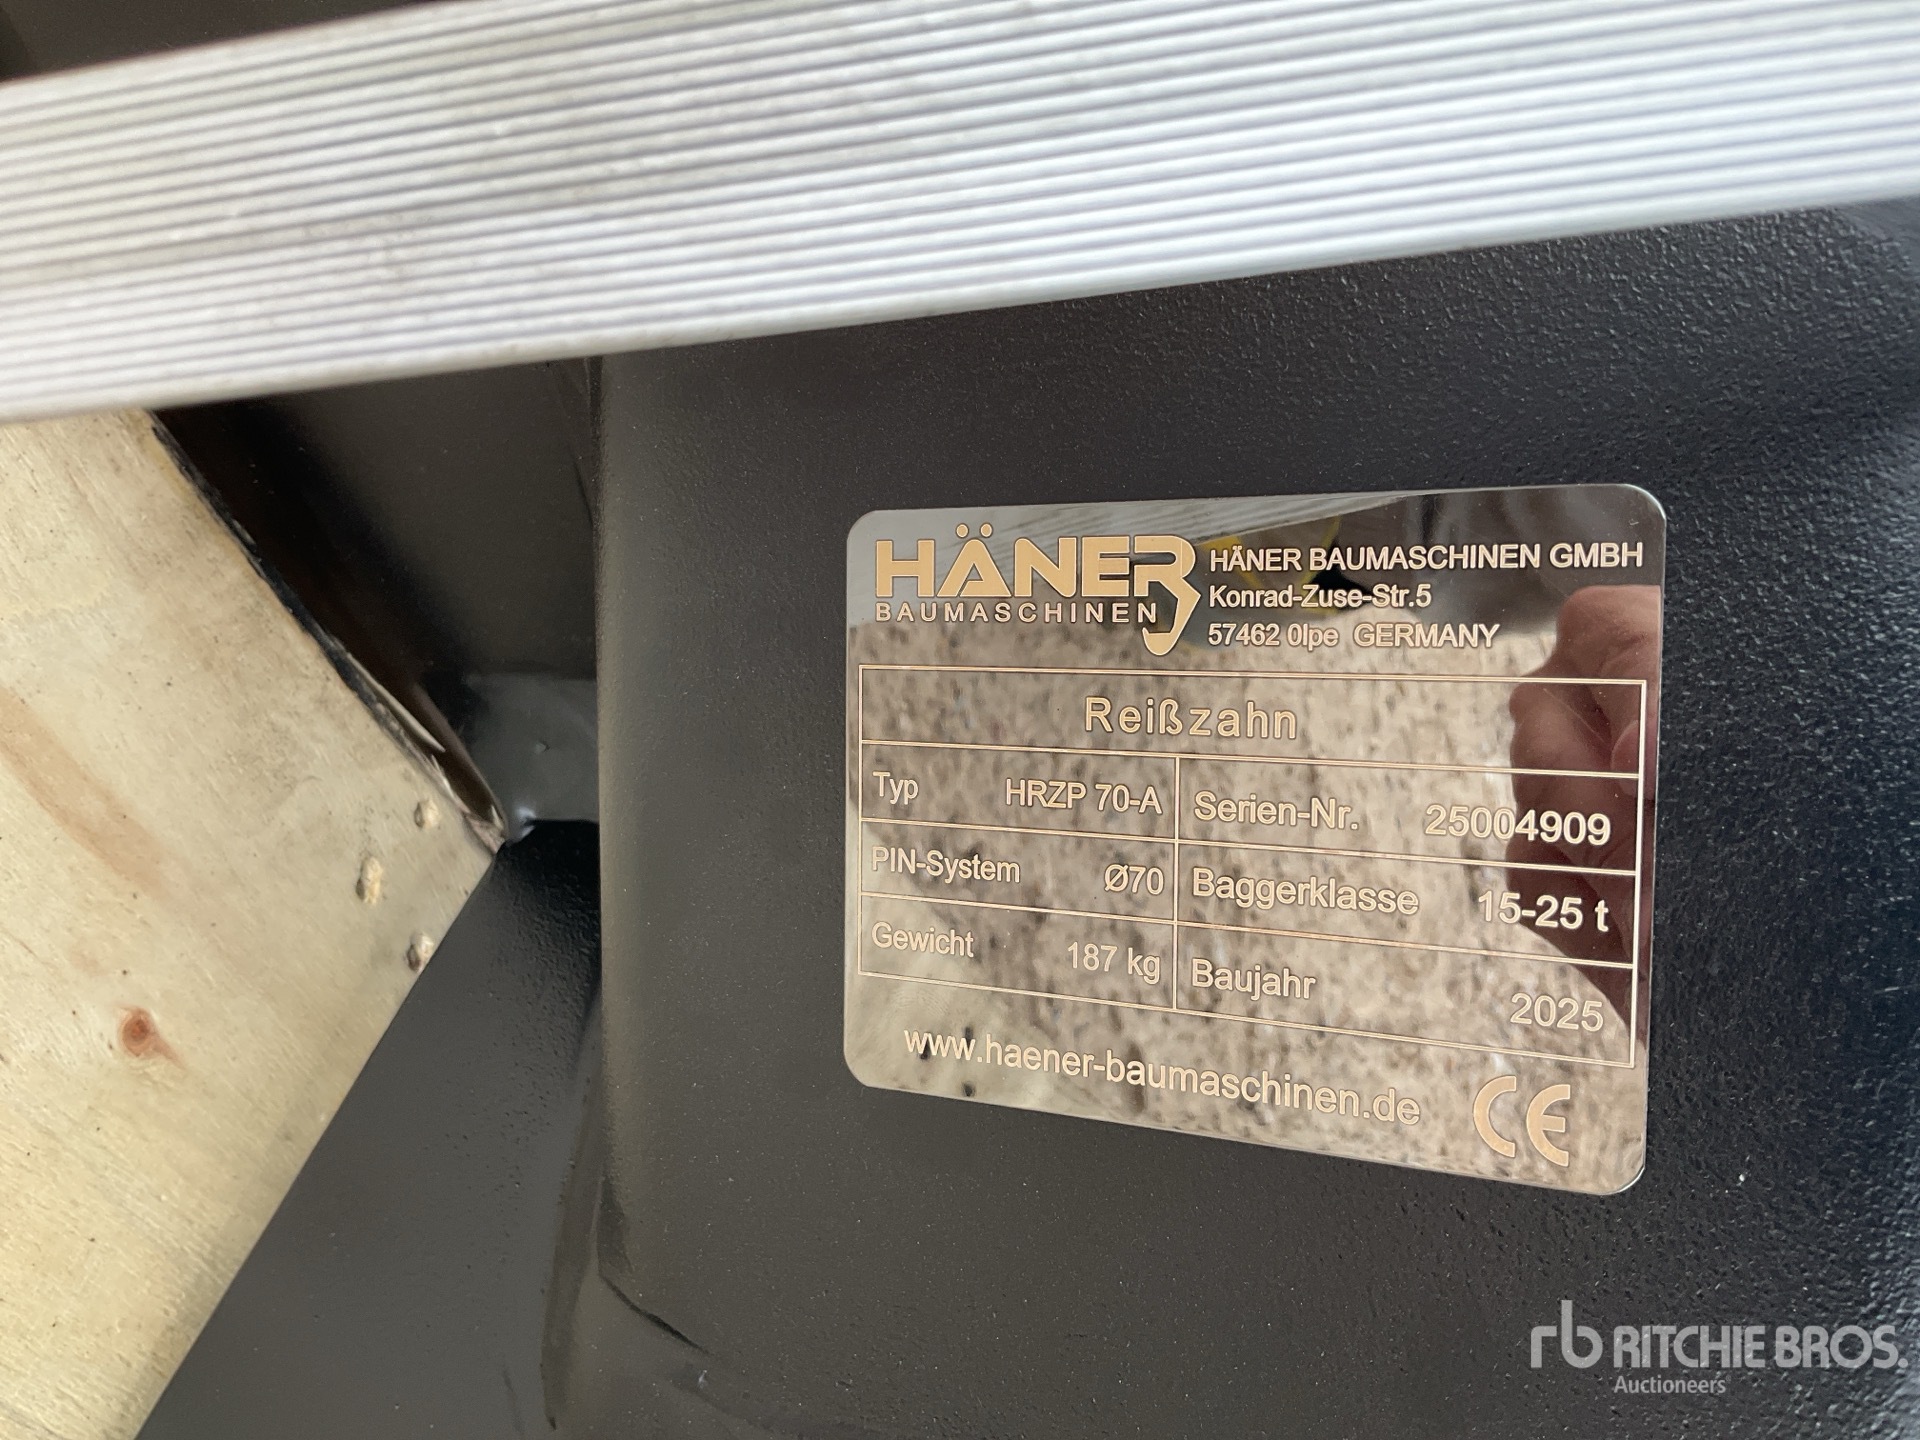 HÄNER
BAUMASCHINEN
HÄNER BAUMASCHINEN GMBH
Konrad-Zuse-Str.5
57462 Olpe GERMANY
Reißzahn
Typ HRZP 70-A
Serien-Nr. 25004909
PIN-System Ø70
Baggerklasse 15-25 t
Gewicht 187 kg
Baujahr 2025
www.haener-baumaschinen.de
CE
rb RITCHIE BROS.
Auctioneers